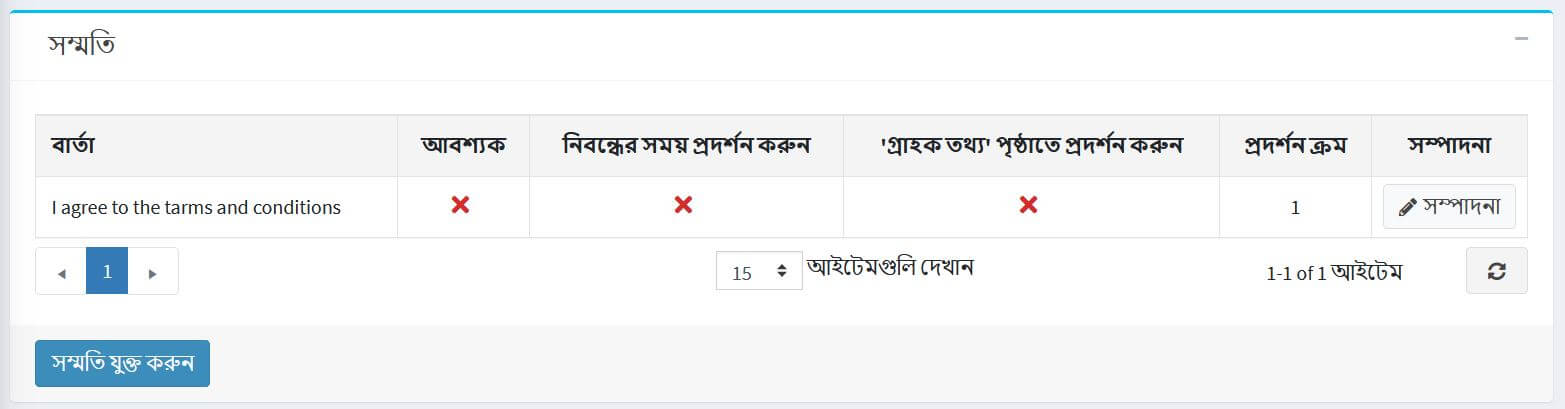 সম্মতি
বার্তা আবশ্যক নিবন্ধের সময় প্রদর্শন করুন 'গ্রাহক তথ্য' পৃষ্ঠাতে প্রদর্শন করুন প্রদর্শন ক্রম সম্পাদনা
I agree to the tarms and conditions 1 সম্পাদনা
1 15 আইটেমগুলি দেখান 1-1 of 1 আইটেম
সম্মতি যুক্ত করুন